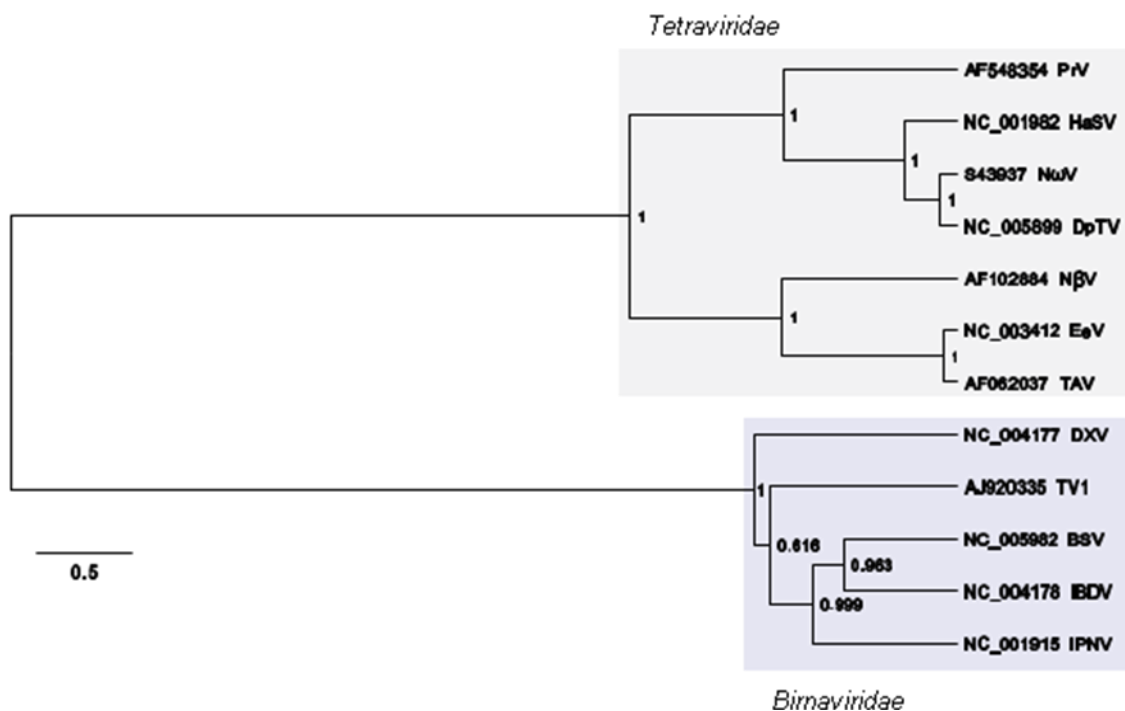 Tetraviridae
AF548354 PrV
1
NC_001982 HaSV
1
S43937 NωV
1
NC_005899 DpTV
1
AF102884 NβV
1
NC_003412 EeV
1
AF062037 TAV
NC_004177 DXV
1
AJ920335 TV1
0.616
NC_005982 BSV
0.963
NC_004178 IBDV
0.999
NC_001915 IPNV
0.5
Birnaviridae